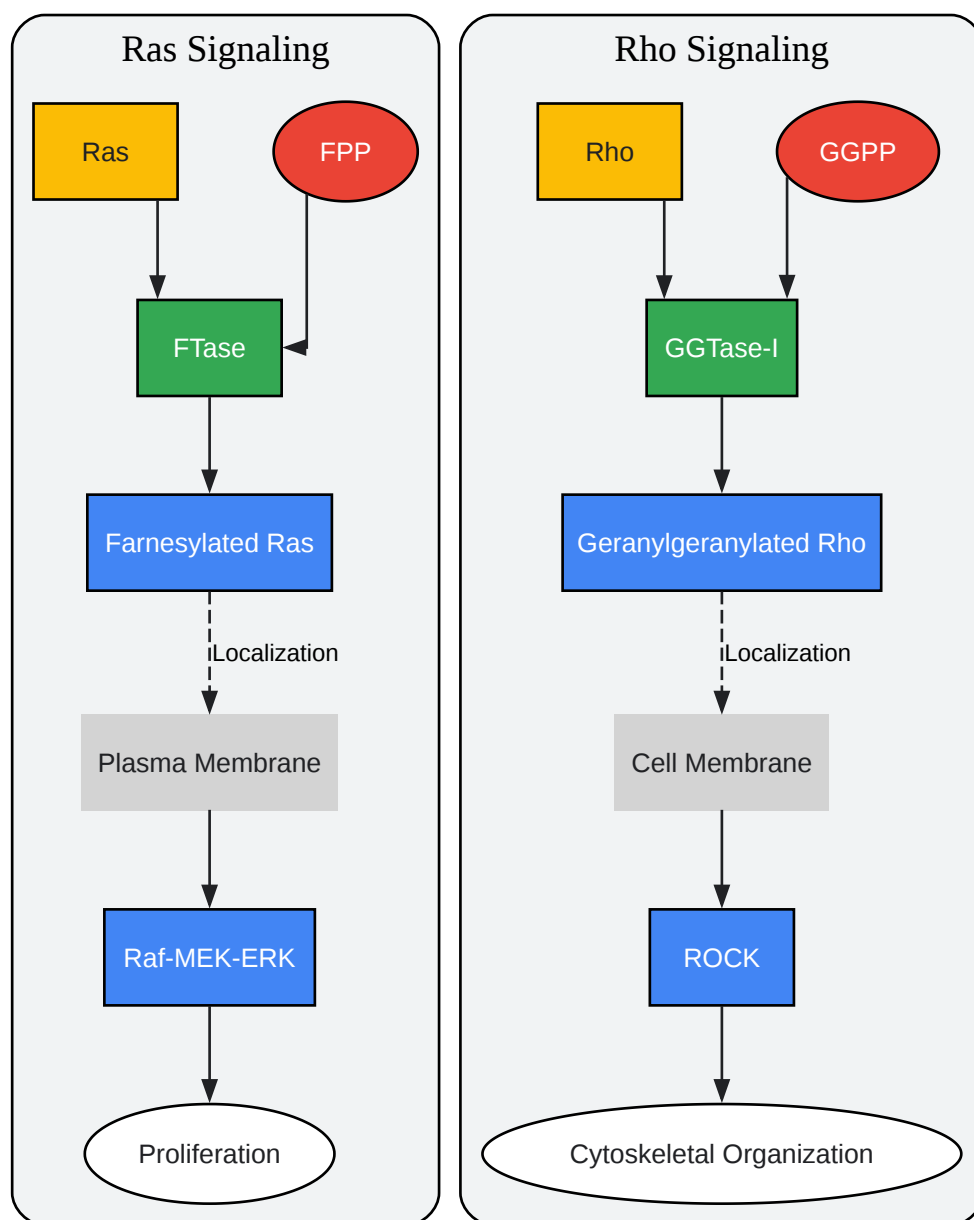 Ras Signaling
Ras
FPP
FTase
Farnesylated Ras
Localization
Plasma Membrane
Raf-MEK-ERK
Proliferation
Rho Signaling
Rho
GGPP
GGTase-I
Geranylgeranylated Rho
Localization
Cell Membrane
ROCK
Cytoskeletal Organization